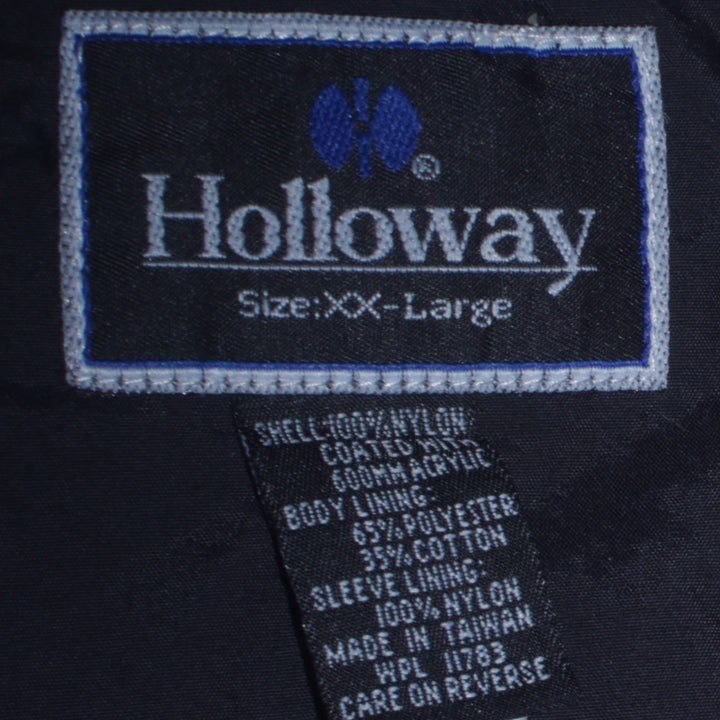 Holloway®
Size:XX-Large
SHELL:100%NYLON
COATED WITH
600MM ACRYLIC
BODY LINING:
65%POLYESTER
35%COTTON
SLEEVE LINING:
100%NYLON
MADE IN TAIWAN
WPL 11783
CARE ON REVERSE